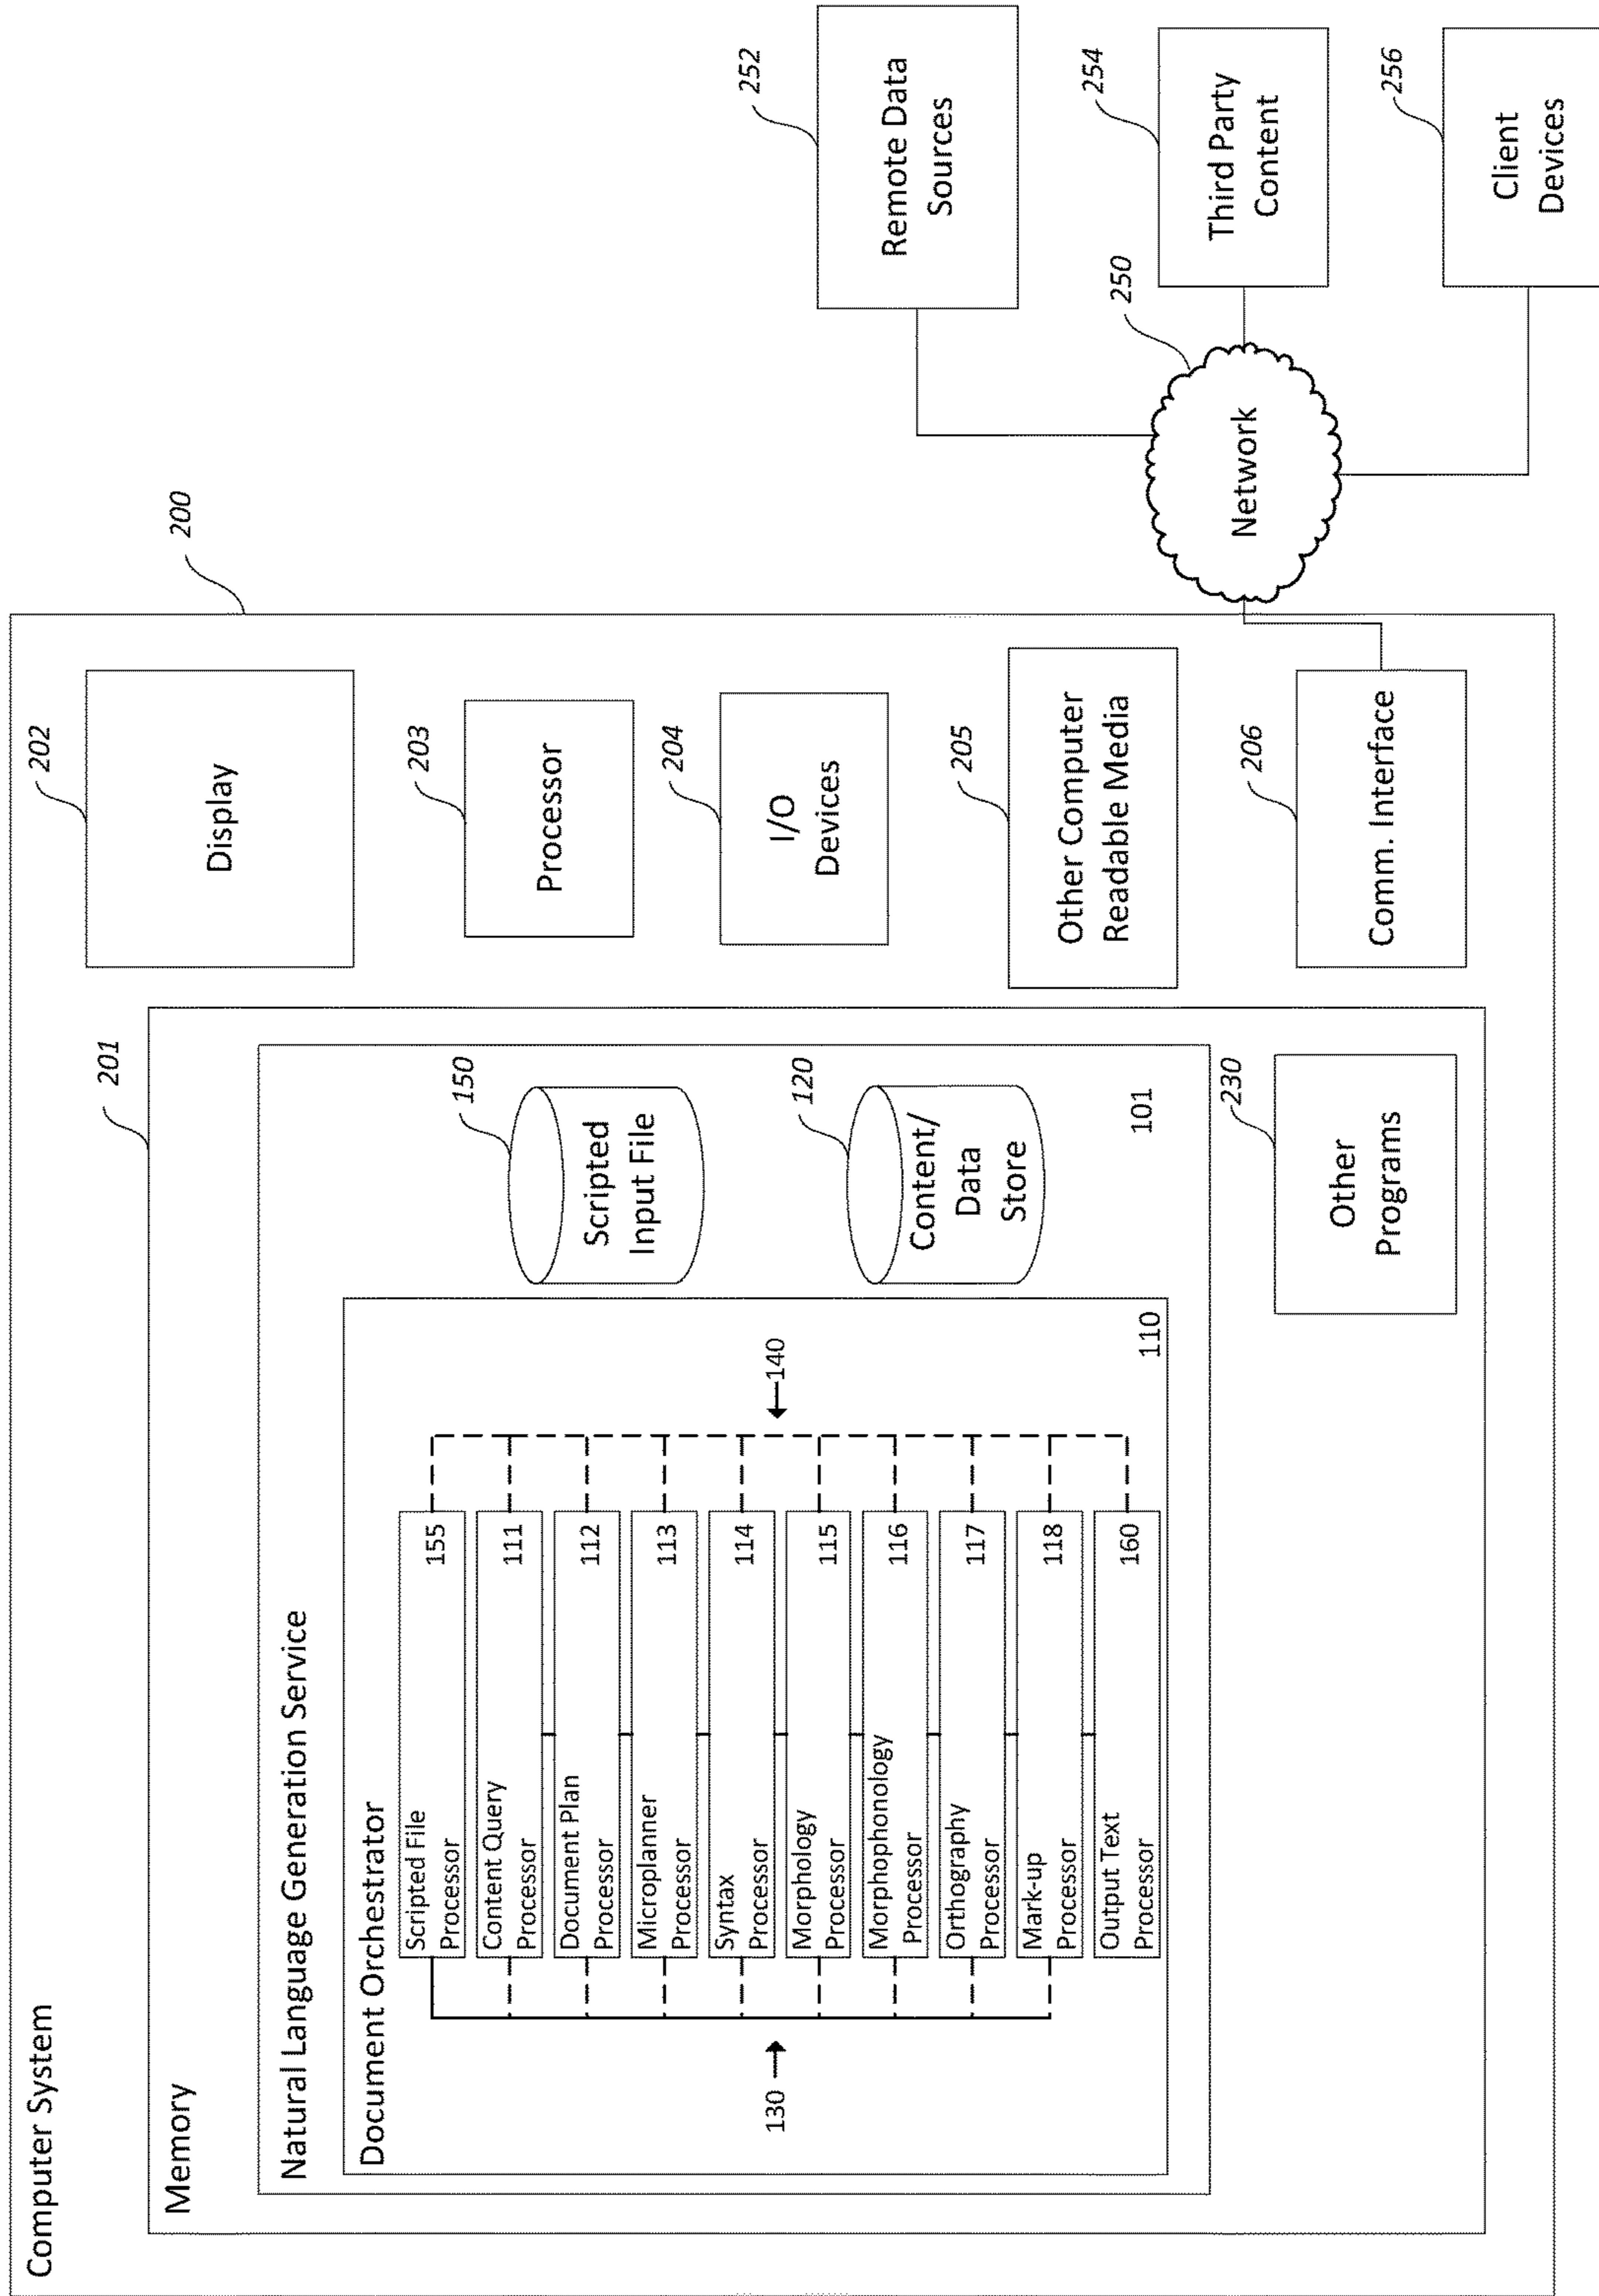 Computer System
200
Memory
201
Natural Language Generation Service
Document Orchestrator
Scripted File
Processor
155
Content Query
Processor
111
Document Plan
Processor
112
Microplanner
Processor
113
Syntax
Processor
114
Morphology
Processor
115
Morphophonology
Processor
116
Orthography
Processor
117
Mark-up
Processor
118
Output Text
Processor
160
130
140
110
Scripted
Input File
150
Content/
Data
Store
120
101
Other
Programs
230
Display
202
Processor
203
I/O
Devices
204
Other Computer
Readable Media
205
Comm. Interface
206
Network
250
Remote Data
Sources
252
Third Party
Content
254
Client
Devices
256